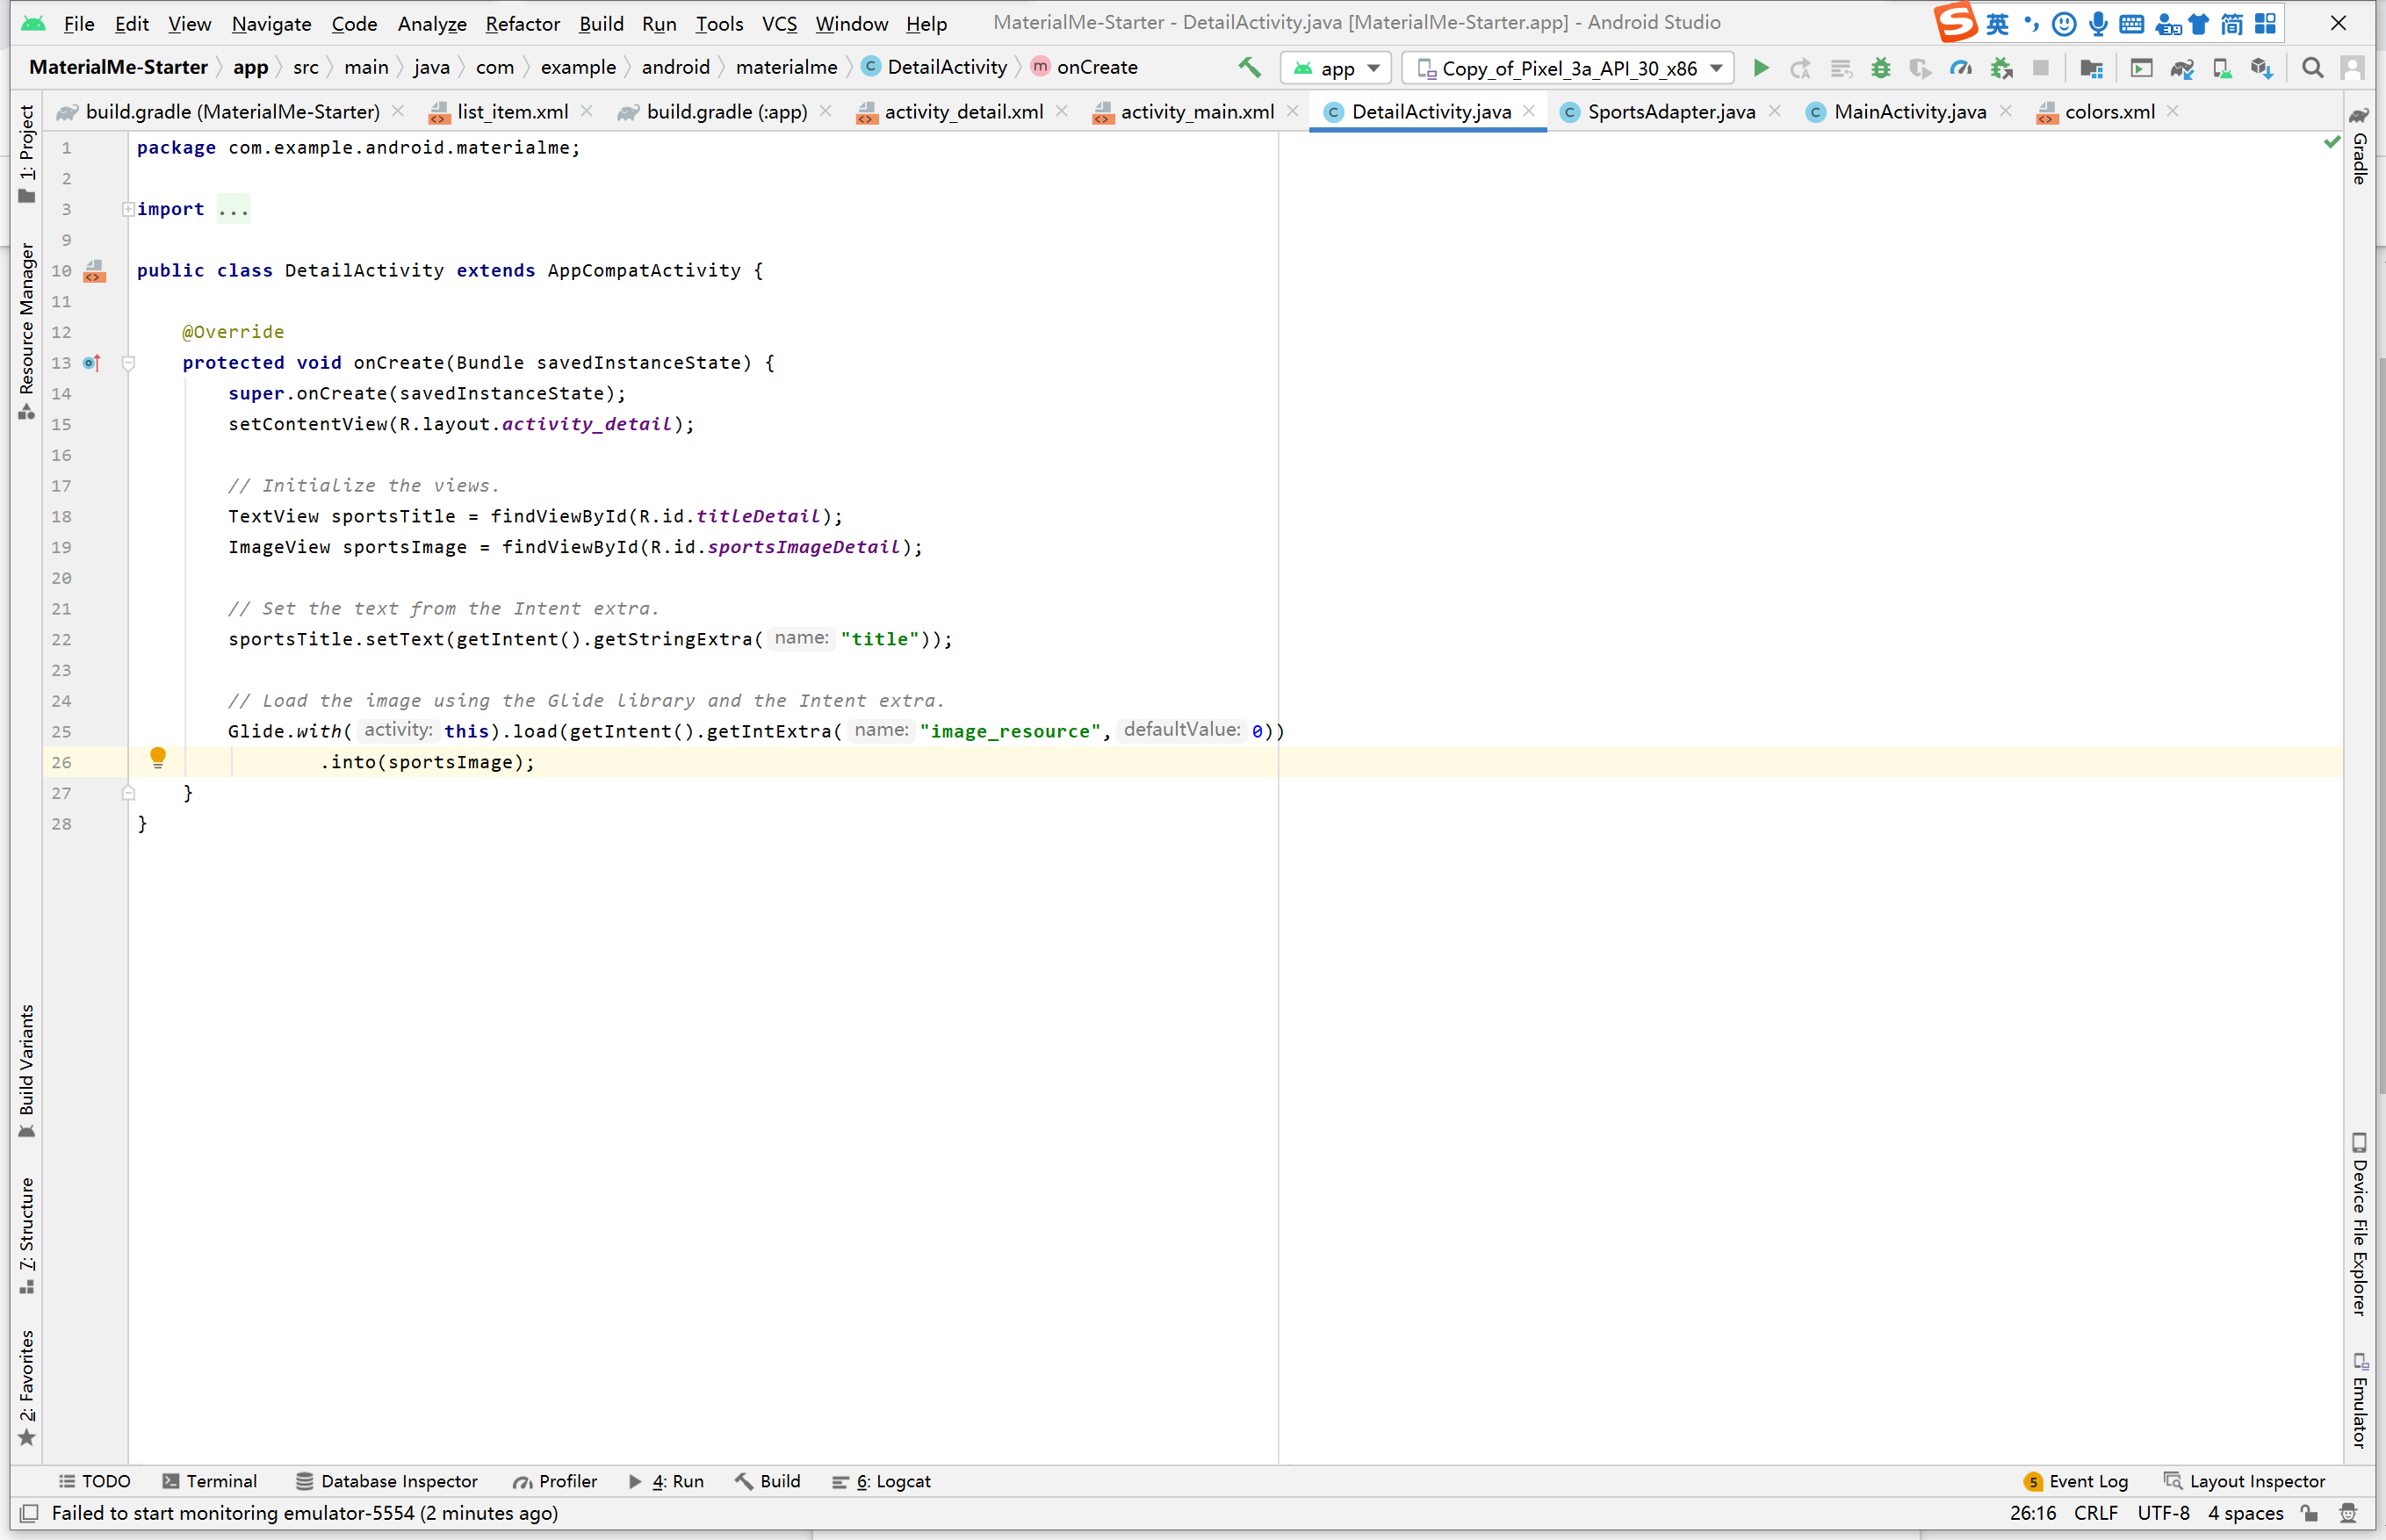 File Edit View Navigate Code Analyze Refactor Build Run Tools VCS Window Help MaterialMe-Starter - DetailActivity.java [MaterialMe-Starter.app] - Android Studio S 英 简
MaterialMe-Starter app src main java com example android materialme C DetailActivity m onCreate app Copy_of_Pixel_3a_API_30_x86
build.gradle (MaterialMe-Starter) list_item.xml build.gradle (:app) activity_detail.xml activity_main.xml C DetailActivity.java C SportsAdapter.java C MainActivity.java colors.xml
1: Project
Resource Manager
Build Variants
7: Structure
2: Favorites
1 package com.example.android.materialme;
2
3 import ...
9
10 public class DetailActivity extends AppCompatActivity {
11
12 @Override
13 protected void onCreate(Bundle savedInstanceState) {
14 super.onCreate(savedInstanceState);
15 setContentView(R.layout.activity_detail);
16
17 // Initialize the views.
18 TextView sportsTitle = findViewById(R.id.titleDetail);
19 ImageView sportsImage = findViewById(R.id.sportsImageDetail);
20
21 // Set the text from the Intent extra.
22 sportsTitle.setText(getIntent().getStringExtra( name: "title"));
23
24 // Load the image using the Glide library and the Intent extra.
25 Glide.with( activity: this).load(getIntent().getIntExtra( name: "image_resource", defaultValue: 0))
26 .into(sportsImage);
27 }
28 }
Gradle
Device File Explorer
Emulator
TODO Terminal Database Inspector Profiler 4: Run Build 6: Logcat 5 Event Log Layout Inspector
Failed to start monitoring emulator-5554 (2 minutes ago) 26:16 CRLF UTF-8 4 spaces